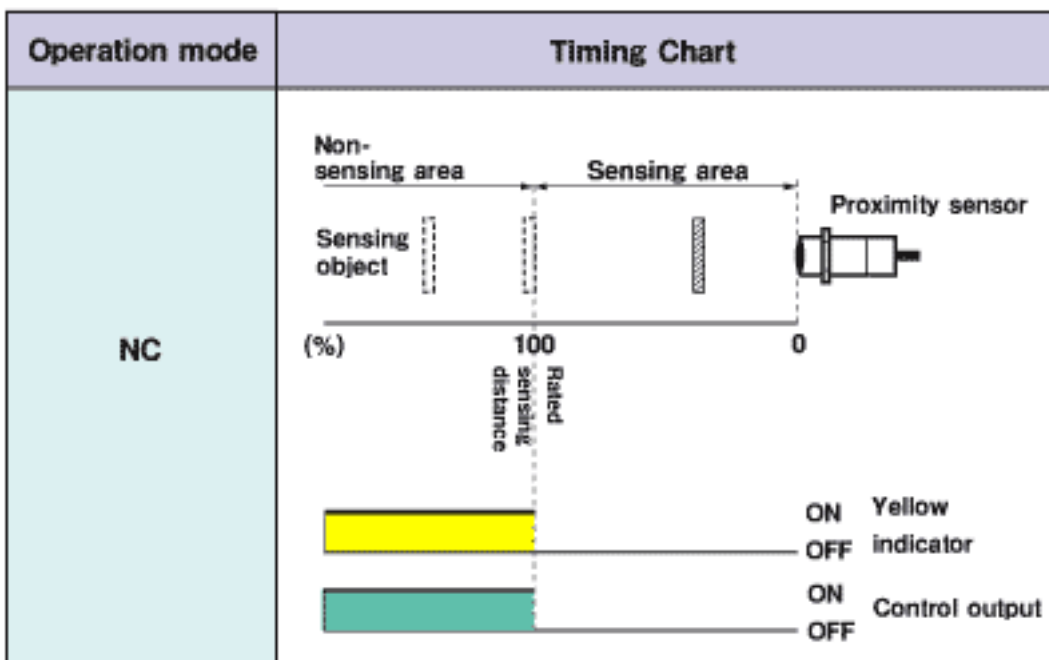 Operation mode
Timing Chart
NC
Non-
sensing area
Sensing area
Proximity sensor
Sensing
object
(%)
100
0
Rated
sensing
distance
ON
Yellow
OFF
indicator
ON
Control output
OFF